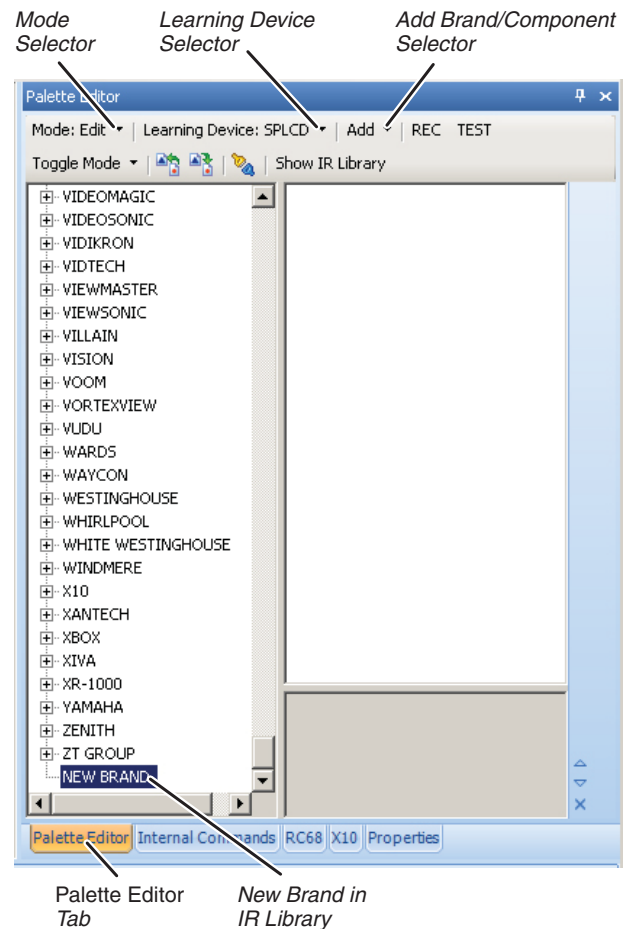 Mode Selector
Learning Device Selector
Add Brand/Component Selector
Palette Editor
Mode: Edit Learning Device: SPLCD Add REC TEST
Toggle Mode Show IR Library
VIDEOMAGIC
VIDEOSONIC
VIDIKRON
VIDTECH
VIEWMASTER
VIEWSONIC
VILLAIN
VISION
VOOM
VORTEXVIEW
VUDU
WARDS
WAYCON
WESTINGHOUSE
WHIRLPOOL
WHITE WESTINGHOUSE
WINDMERE
X10
XANTECH
XBOX
XIVA
XR-1000
YAMAHA
ZENITH
ZT GROUP
NEW BRAND
Palette Editor Internal Commands RC68 X10 Properties
Palette Editor
Tab
New Brand in
IR Library